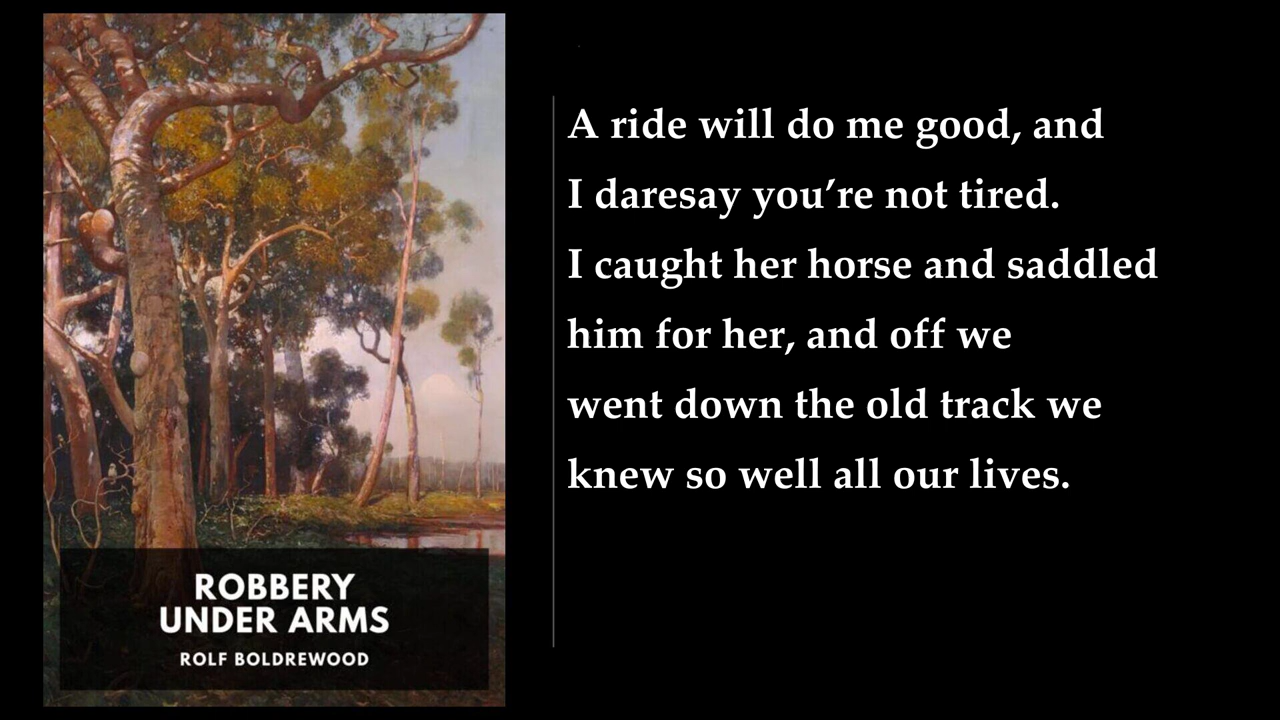 ROBBERY
UNDER ARMS
ROLF BOLDREWOOD
A ride will do me good, and
I daresay you’re not tired.
I caught her horse and saddled
him for her, and off we
went down the old track we
knew so well all our lives.